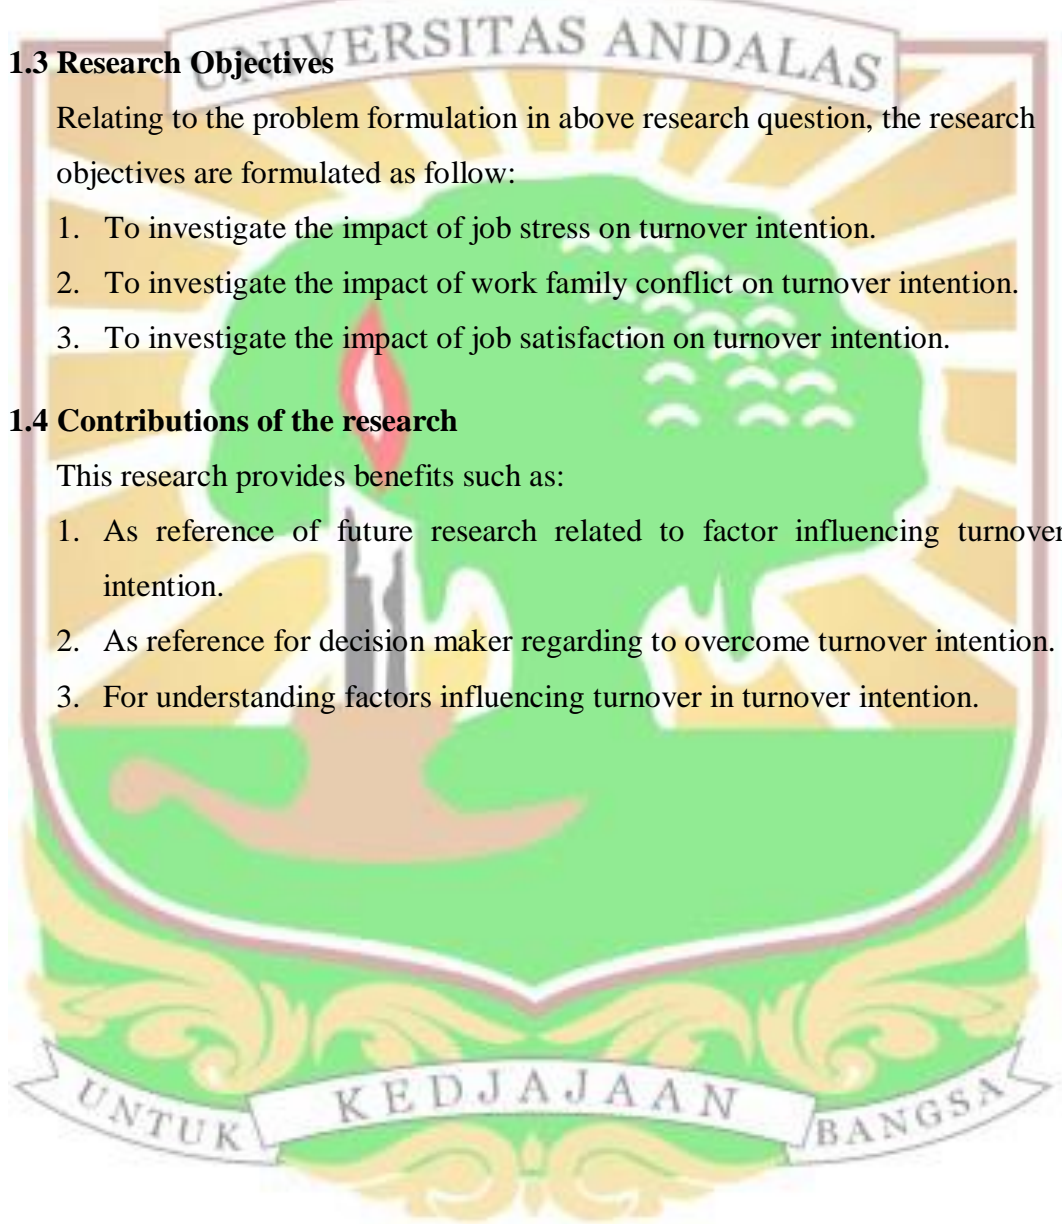 UNIVERSITAS ANDALAS
1.3 Research Objectives
Relating to the problem formulation in above research question, the research
objectives are formulated as follow:
1. To investigate the impact of job stress on turnover intention.
2. To investigate the impact of work family conflict on turnover intention.
3. To investigate the impact of job satisfaction on turnover intention.
1.4 Contributions of the research
This research provides benefits such as:
1. As reference of future research related to factor influencing turnover
intention.
2. As reference for decision maker regarding to overcome turnover intention.
3. For understanding factors influencing turnover in turnover intention.
UNTUK KEDJAJAAN BANGSA